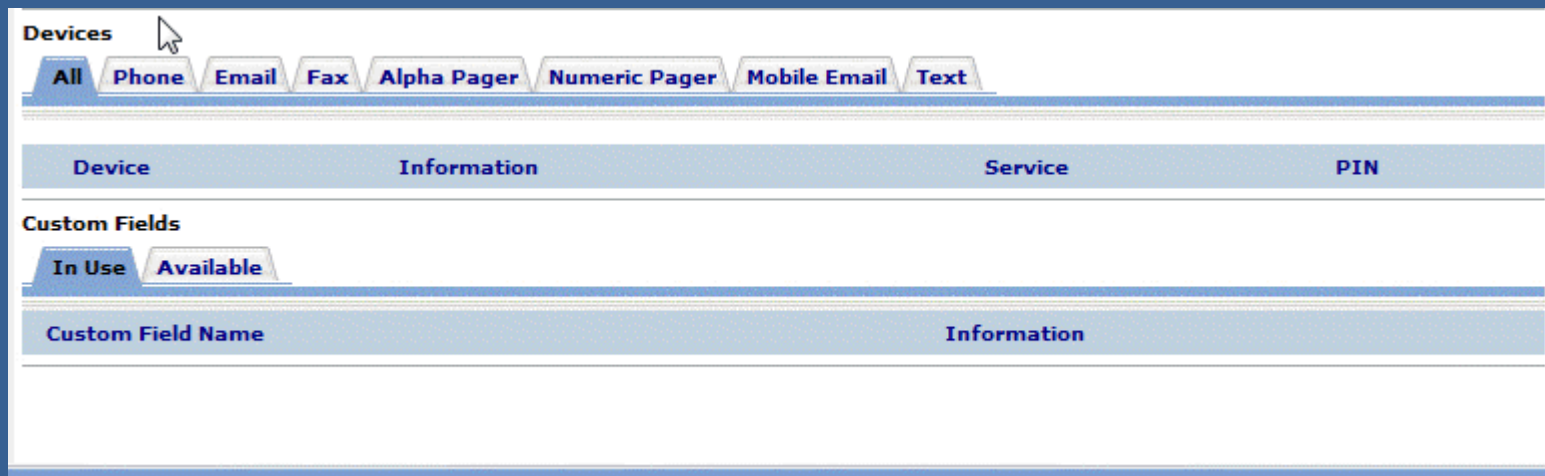 Devices
All Phone Email Fax Alpha Pager Numeric Pager Mobile Email Text
Device Information Service PIN
Custom Fields
In Use Available
Custom Field Name Information